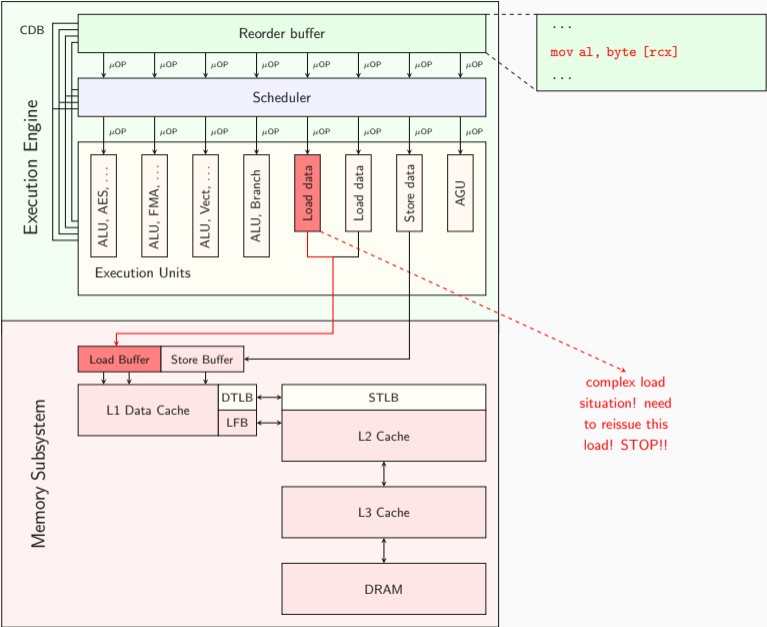 CDB
Reorder buffer
...
mov al, byte [rcx]
...
μOP μOP μOP μOP μOP μOP μOP μOP
Scheduler
μOP μOP μOP μOP μOP μOP μOP μOP
Execution Engine
ALU, AES, ...
ALU, FMA, ...
ALU, Vect, ...
ALU, Branch
Load data
Load data
Store data
AGU
Execution Units
Load Buffer
Store Buffer
L1 Data Cache
DTLB
LFB
STLB
L2 Cache
L3 Cache
DRAM
Memory Subsystem
complex load
situation! need
to reissue this
load! STOP!!